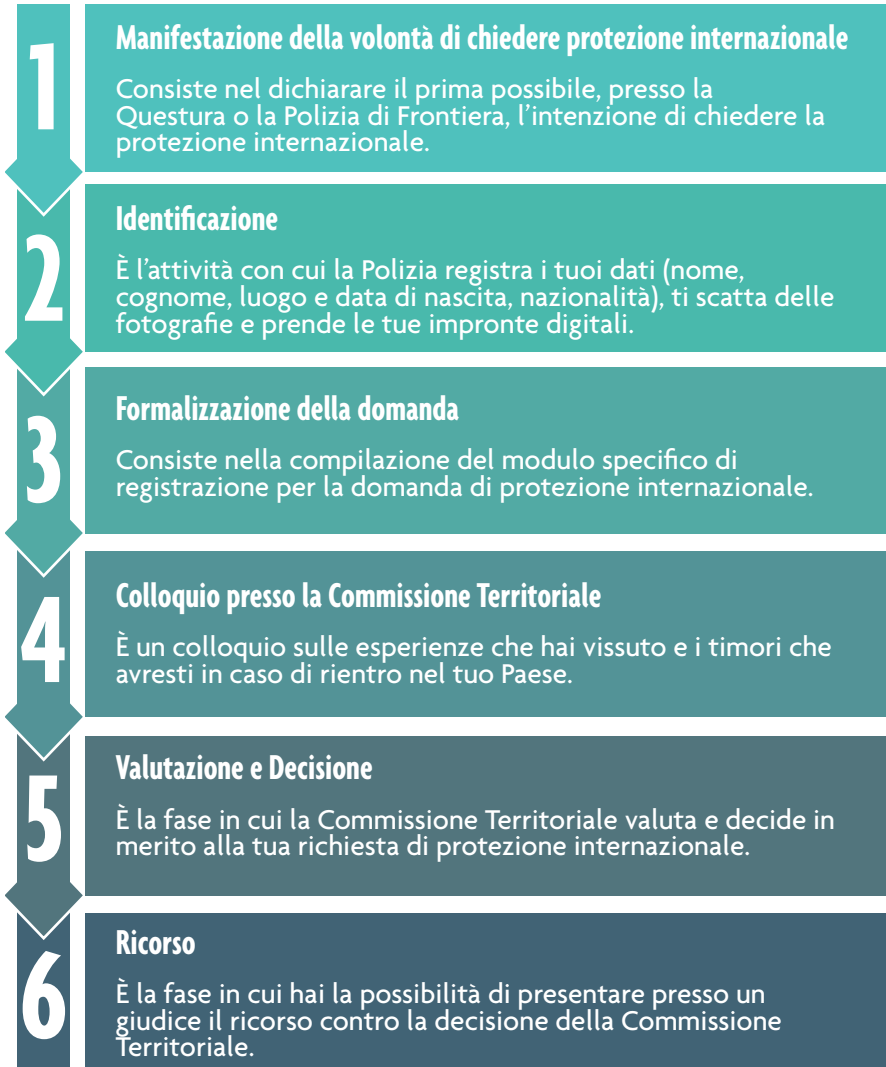 1
Manifestazione della volontà di chiedere protezione internazionale
Consiste nel dichiarare il prima possibile, presso la
Questura o la Polizia di Frontiera, l’intenzione di chiedere la
protezione internazionale.
2
Identificazione
È l’attività con cui la Polizia registra i tuoi dati (nome,
cognome, luogo e data di nascita, nazionalità), ti scatta delle
fotografie e prende le tue impronte digitali.
3
Formalizzazione della domanda
Consiste nella compilazione del modulo specifico di
registrazione per la domanda di protezione internazionale.
4
Colloquio presso la Commissione Territoriale
È un colloquio sulle esperienze che hai vissuto e i timori che
avresti in caso di rientro nel tuo Paese.
5
Valutazione e Decisione
È la fase in cui la Commissione Territoriale valuta e decide in
merito alla tua richiesta di protezione internazionale.
6
Ricorso
È la fase in cui hai la possibilità di presentare presso un
giudice il ricorso contro la decisione della Commissione
Territoriale.